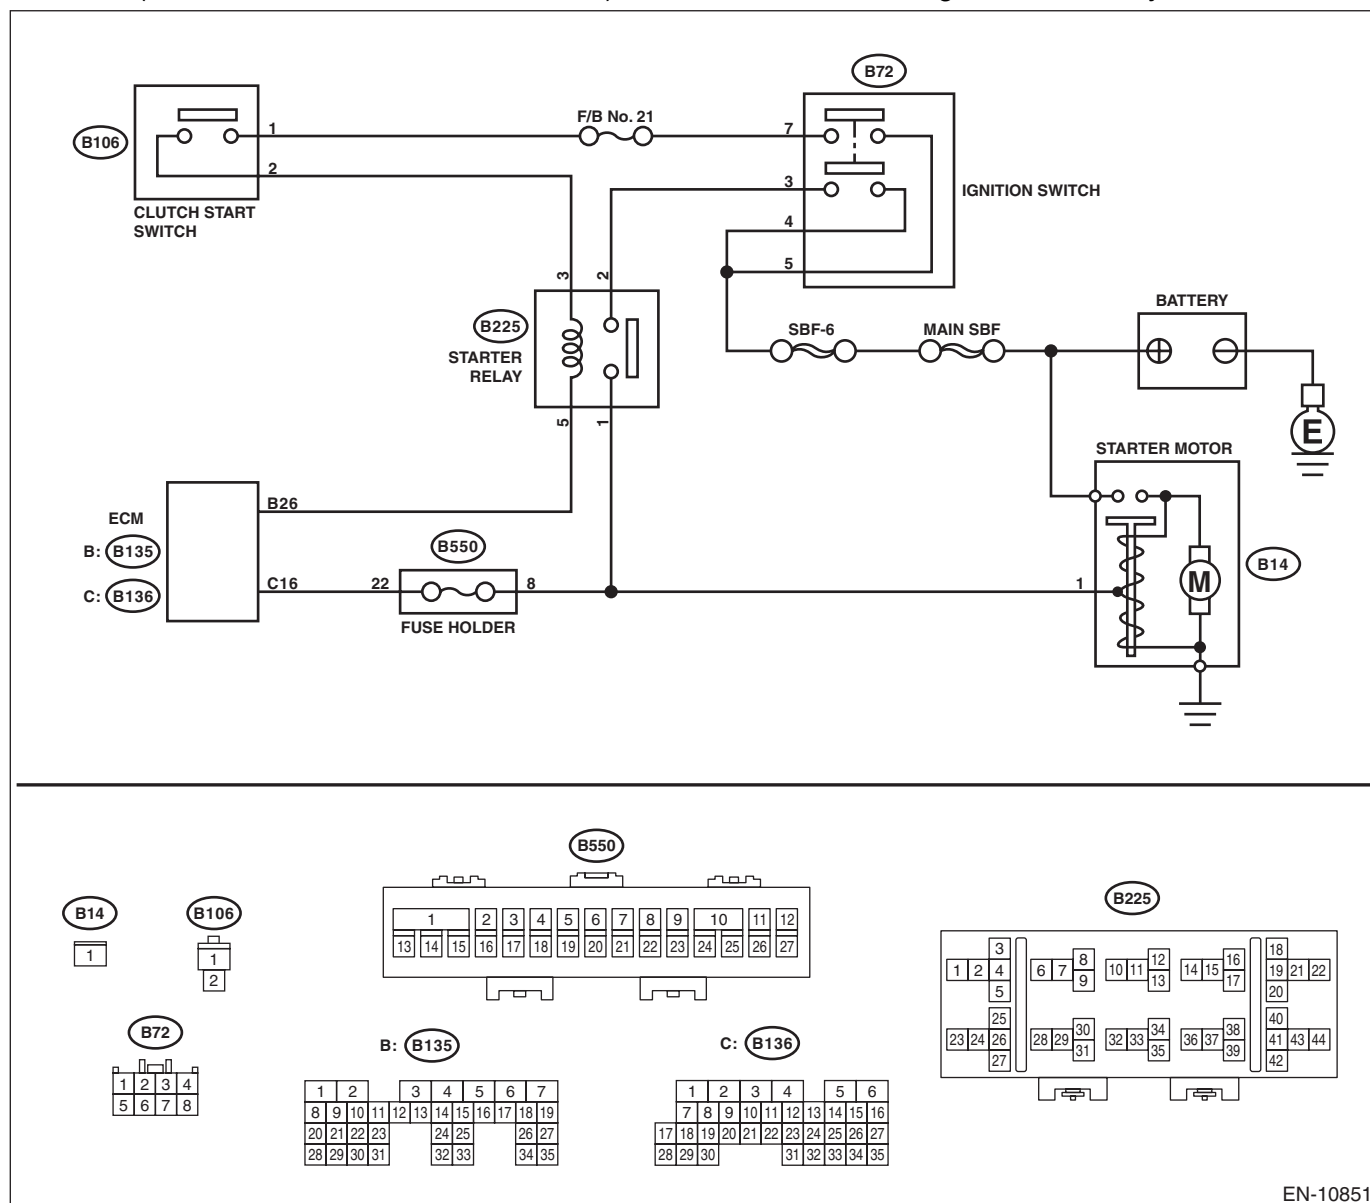 B72
F/B No. 21
B106
1
7
2
3
IGNITION SWITCH
CLUTCH START
SWITCH
4
5
3
2
BATTERY
B225
SBF-6
MAIN SBF
STARTER
RELAY
5
1
E
STARTER MOTOR
B26
ECM
B: B135
B550
B14
C: B136
C16
22
8
1
M
FUSE HOLDER
B550
B14
B106
B225
1
1
2
1 2 3 4 5 6 7 8 9 10 11 12
13 14 15 16 17 18 19 20 21 22 23 24 25 26 27
3 8 12 16 18
1 2 4 6 7 10 11 14 15 19 21 22
5 9 13 17 20
25 30 34 38 40
23 24 26 28 29 32 33 36 37 41 43 44
27 31 35 39 42
B72
1 2 3 4
5 6 7 8
B: B135
1 2 3 4 5 6 7
8 9 10 11 12 13 14 15 16 17 18 19
20 21 22 23 24 25 26 27
28 29 30 31 32 33 34 35
C: B136
1 2 3 4 5 6
7 8 9 10 11 12 13 14 15 16
17 18 19 20 21 22 23 24 25 26 27
28 29 30 31 32 33 34 35
EN-10851